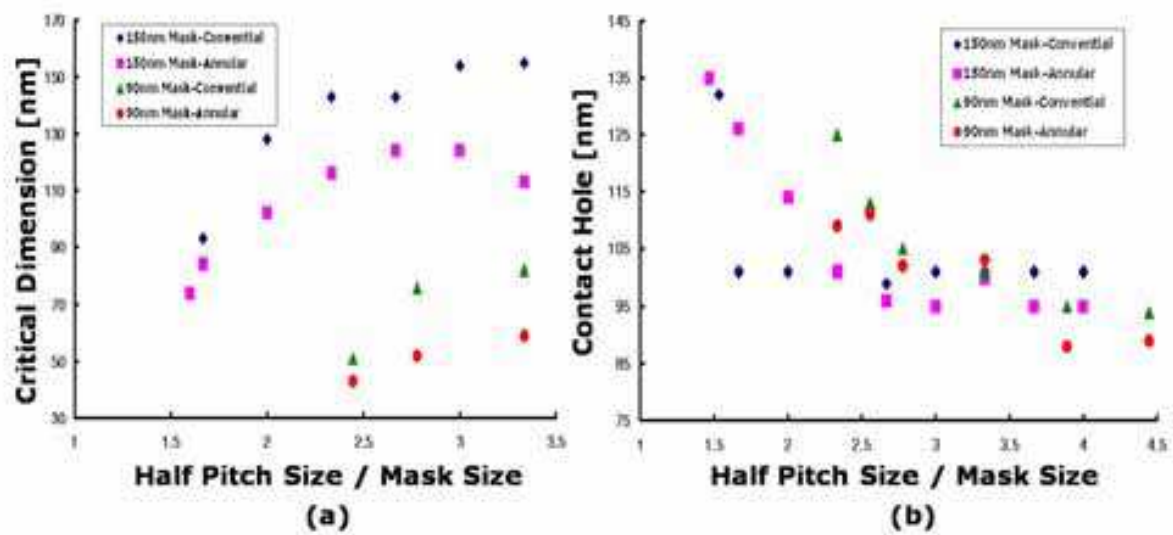 170
150
130
110
90
70
50
30
1
1.5
2
2.5
3
3.5
Critical Dimension [nm]
Half Pitch Size / Mask Size
(a)
150nm Mask-Convential
150nm Mask-Annular
90nm Mask-Convential
90nm Mask-Annular
145
135
125
115
105
95
85
75
1
1.5
2
2.5
3
3.5
4
4.5
Contact Hole [nm]
Half Pitch Size / Mask Size
(b)
150nm Mask-Convential
150nm Mask-Annular
90nm Mask-Convential
90nm Mask-Annular